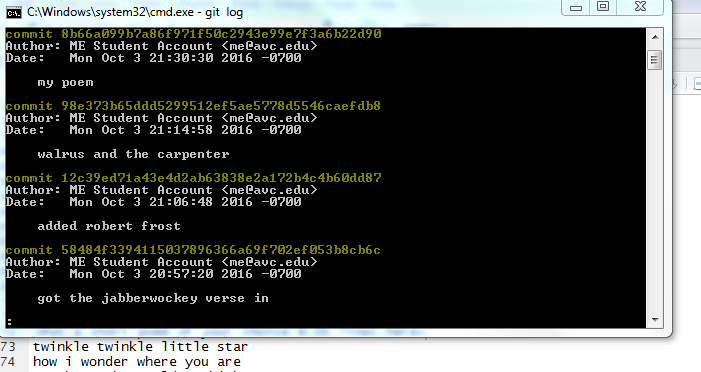 C:\Windows\system32\cmd.exe - git log
commit 8b66a099b7a86f971f50c2943e99e7f3a6b22d90
Author: ME Student Account <me@avc.edu>
Date:   Mon Oct 3 21:30:30 2016 -0700
my poem
commit 98e373b65ddd5299512ef5ae5778d5546caefdb8
Author: ME Student Account <me@avc.edu>
Date:   Mon Oct 3 21:14:58 2016 -0700
walrus and the carpenter
commit 12c39ed71a43e4d2ab63838e2a172b4c4b60dd87
Author: ME Student Account <me@avc.edu>
Date:   Mon Oct 3 21:06:48 2016 -0700
added robert frost
commit 58484f3394115037896366a69f702ef053b8cb6c
Author: ME Student Account <me@avc.edu>
Date:   Mon Oct 3 20:57:20 2016 -0700
got the jabberwockey verse in
:
73 twinkle twinkle little star
74 how i wonder where you are